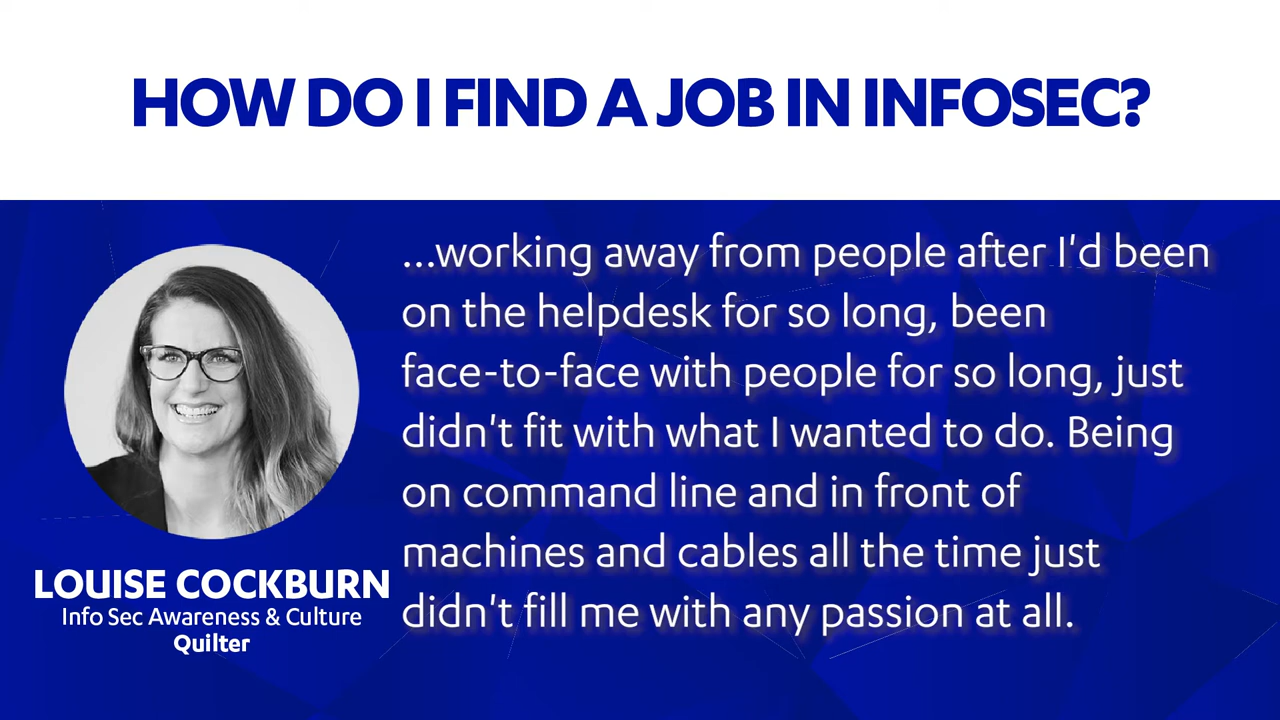 HOW DO I FIND A JOB IN INFOSEC?
...working away from people after I'd been
on the helpdesk for so long, been
face-to-face with people for so long, just
didn't fit with what I wanted to do. Being
on command line and in front of
machines and cables all the time just
didn't fill me with any passion at all.
LOUISE COCKBURN
Info Sec Awareness & Culture
Quilter